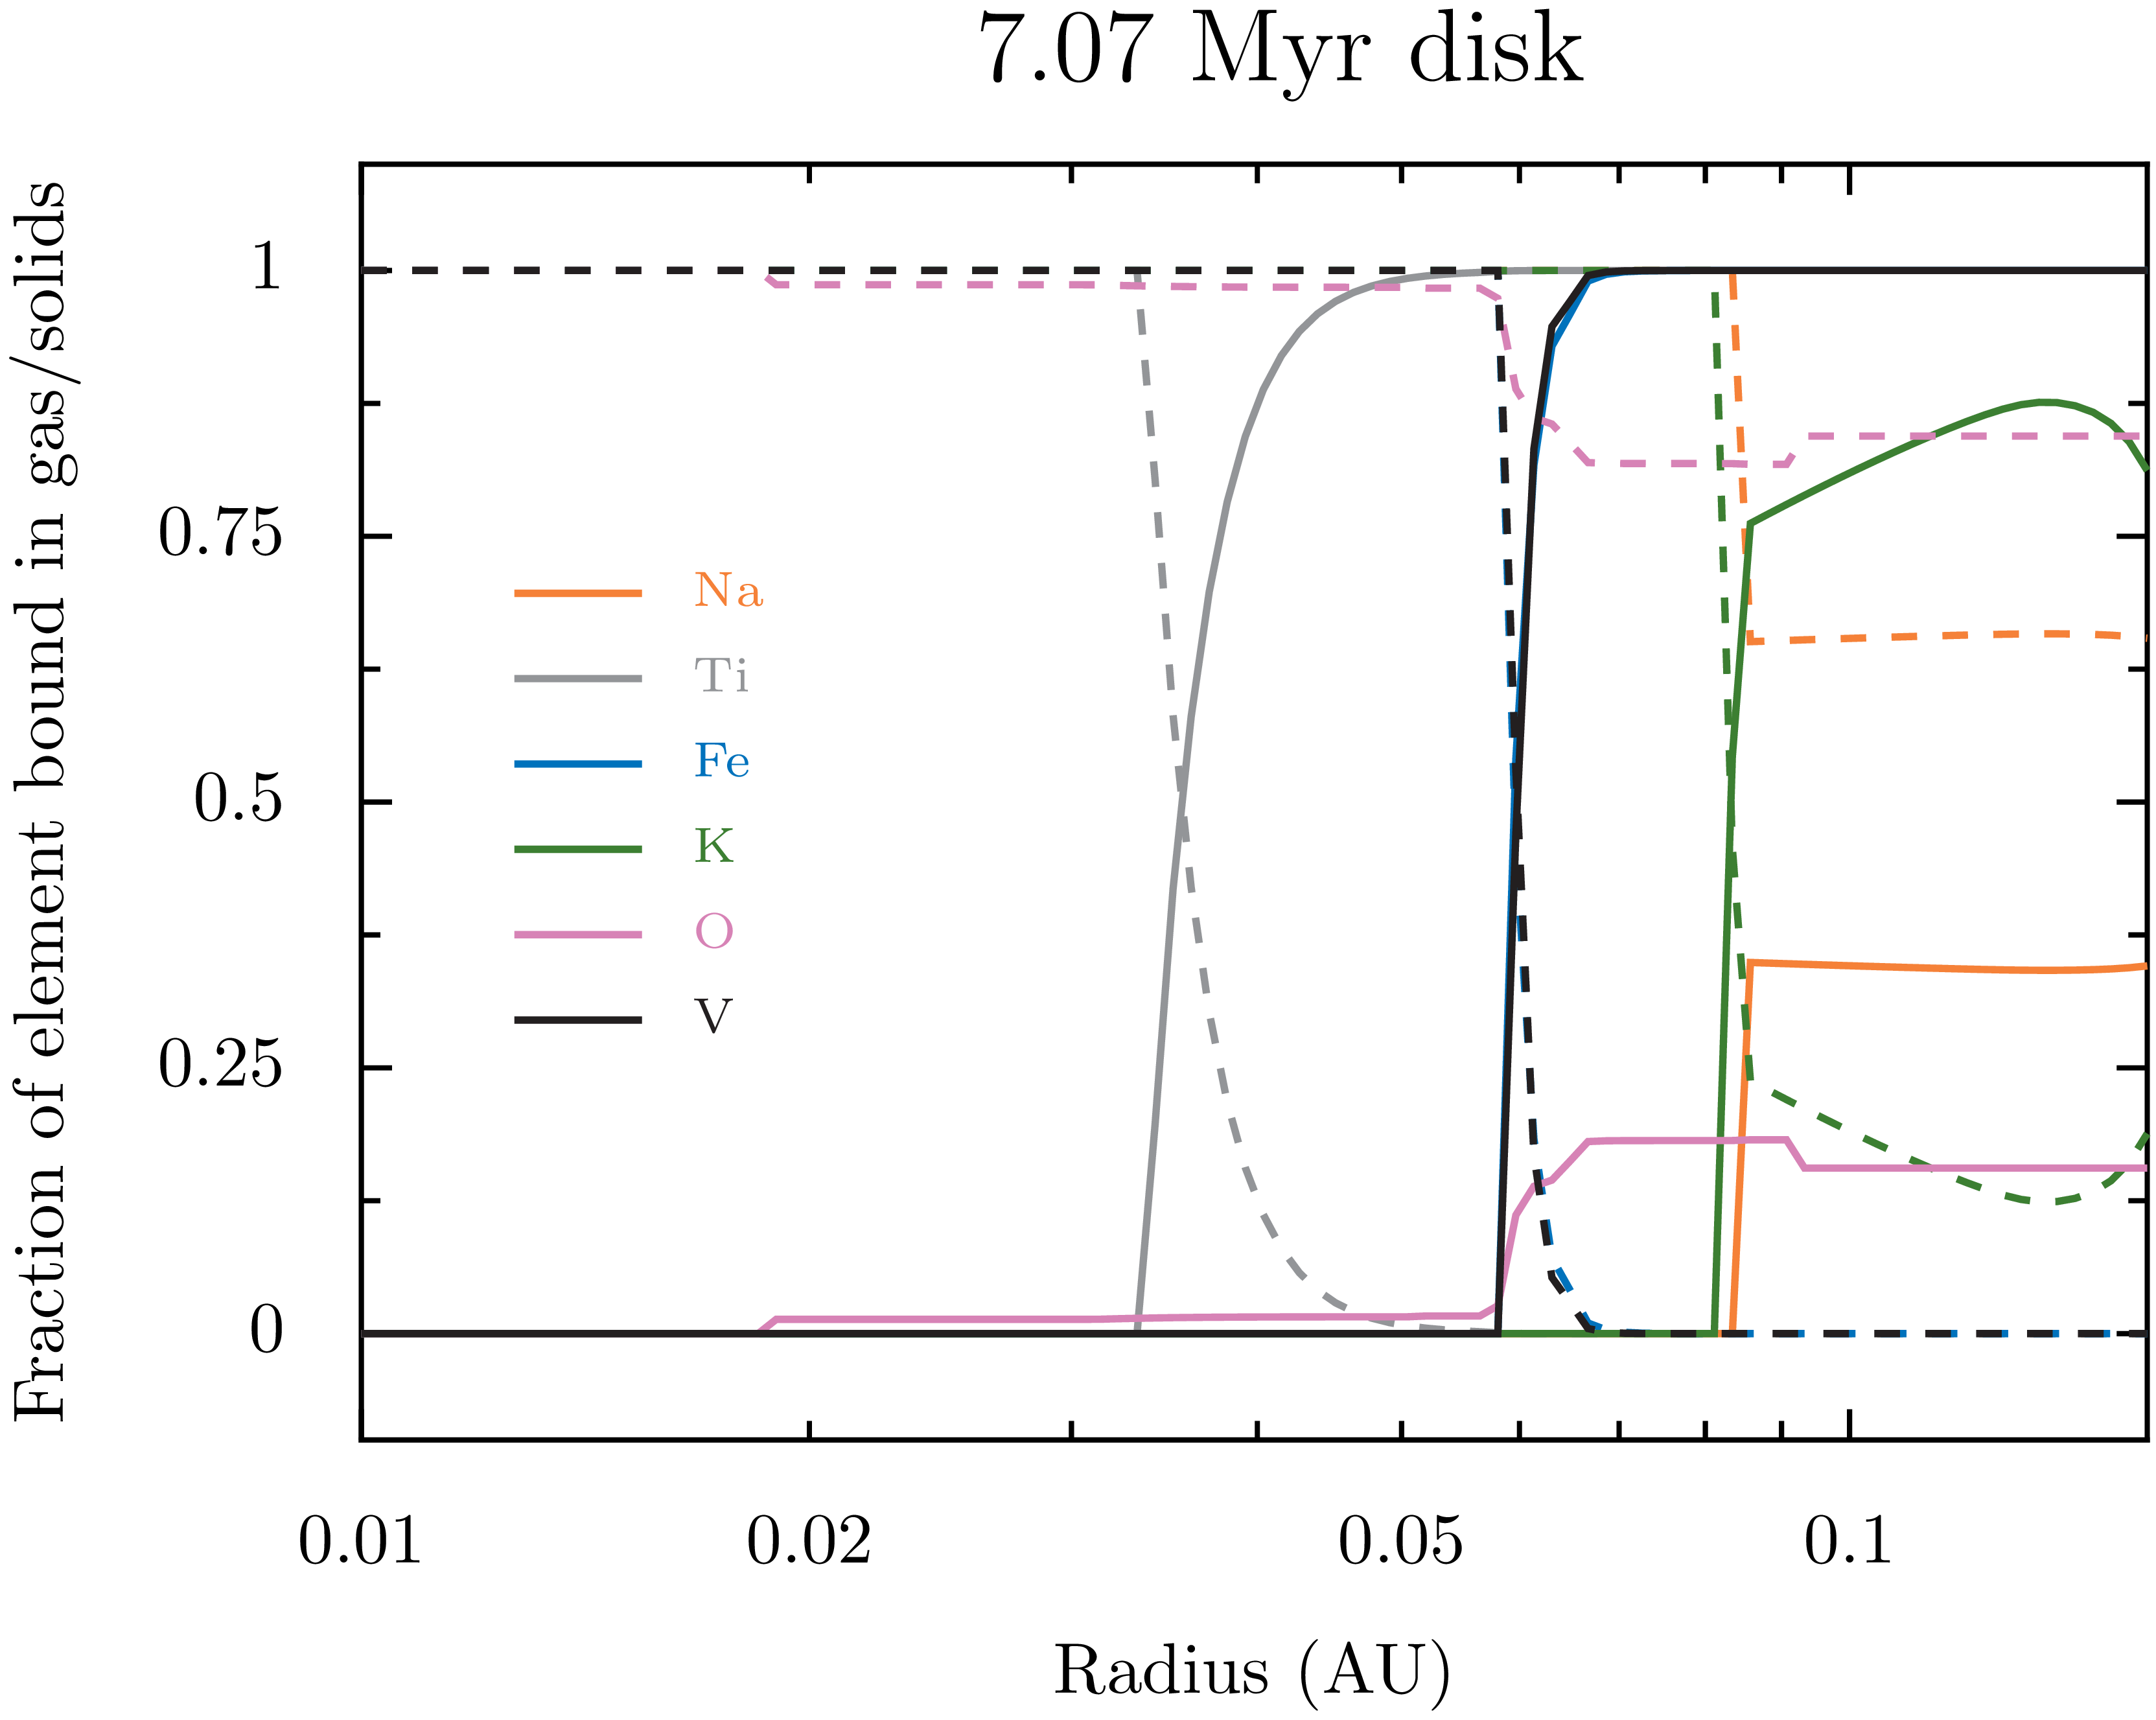 7.07 Myr disk
Fraction of element bound in gas/solids
1
0.75
0.5
0.25
0
Na
Ti
Fe
K
O
V
0.01
0.02
0.05
0.1
Radius (AU)